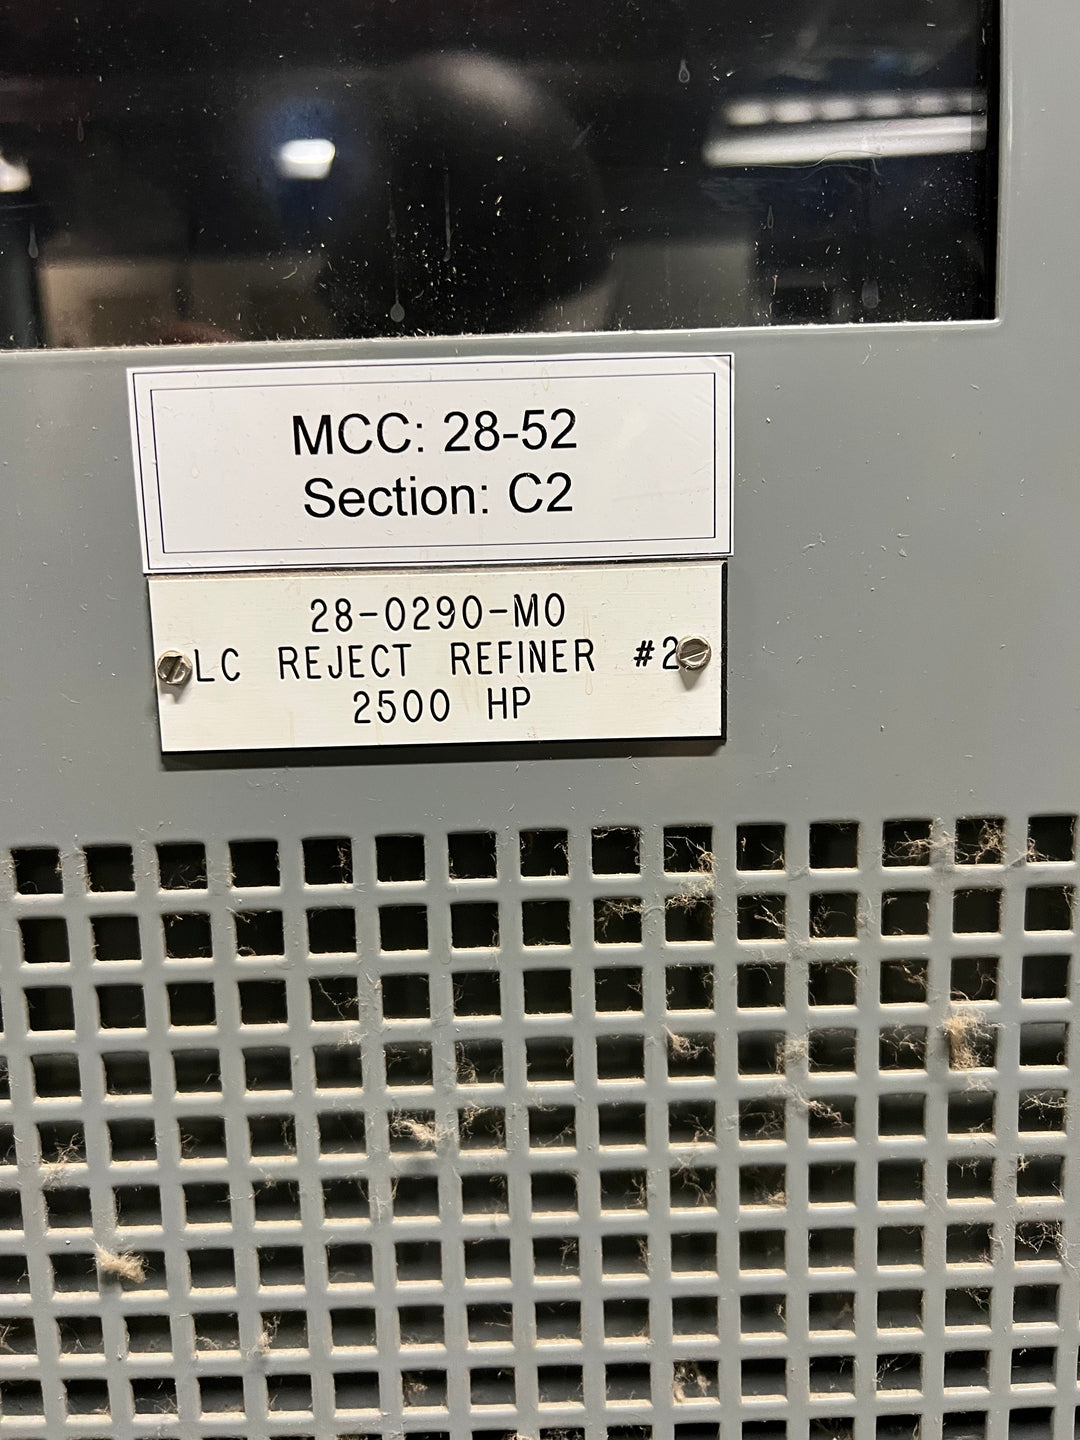 MCC: 28-52
Section: C2
28-0290-MO
LC REJECT REFINER #2
2500 HP